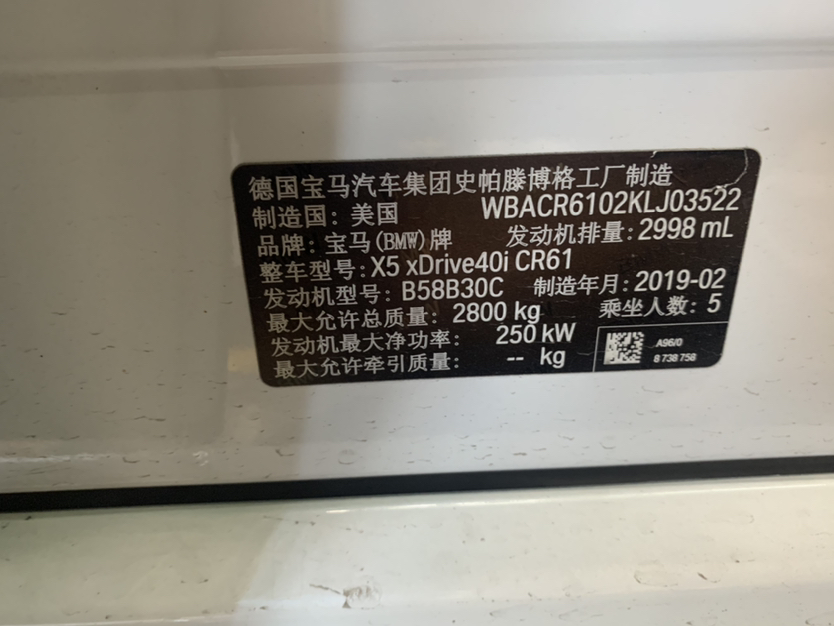 德国宝马汽车集团史帕滕博格工厂制造
制造国: 美国 WBACR6102KLJ03522
品牌: 宝马(BMW)牌 发动机排量: 2998 mL
整车型号: X5 xDrive40i CR61
发动机型号: B58B30C 制造年月: 2019-02
最大允许总质量: 2800 kg 乘坐人数: 5
发动机最大净功率: 250 kW
最大允许牵引质量: -- kg
A96/0
8 738 758